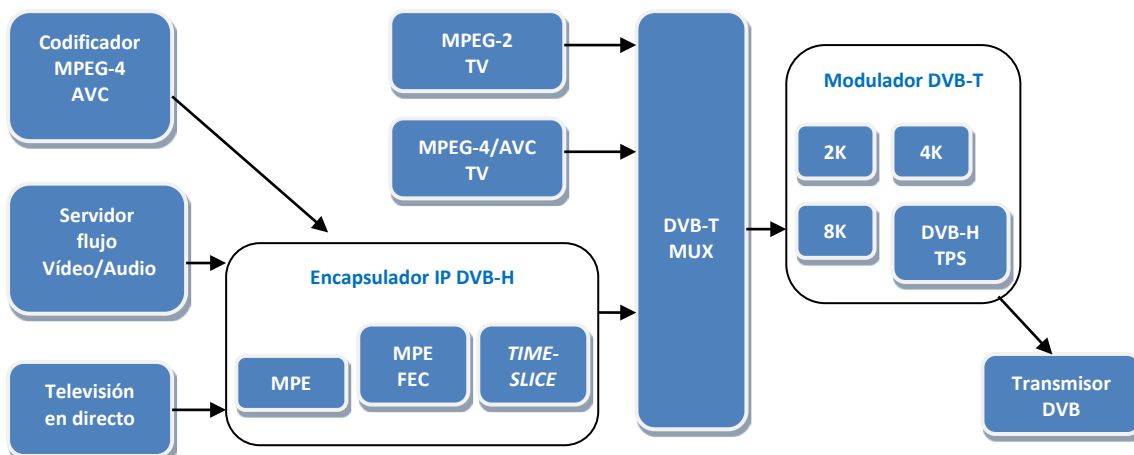 Codificador
MPEG-4
AVC
Servidor
flujo
Vídeo/Audio
Televisión
en directo
Encapsulador IP DVB-H
MPE
MPE
FEC
TIME-
SLICE
MPEG-2
TV
MPEG-4/AVC
TV
DVB-T
MUX
Modulador DVB-T
2K
4K
8K
DVB-H
TPS
Transmisor
DVB